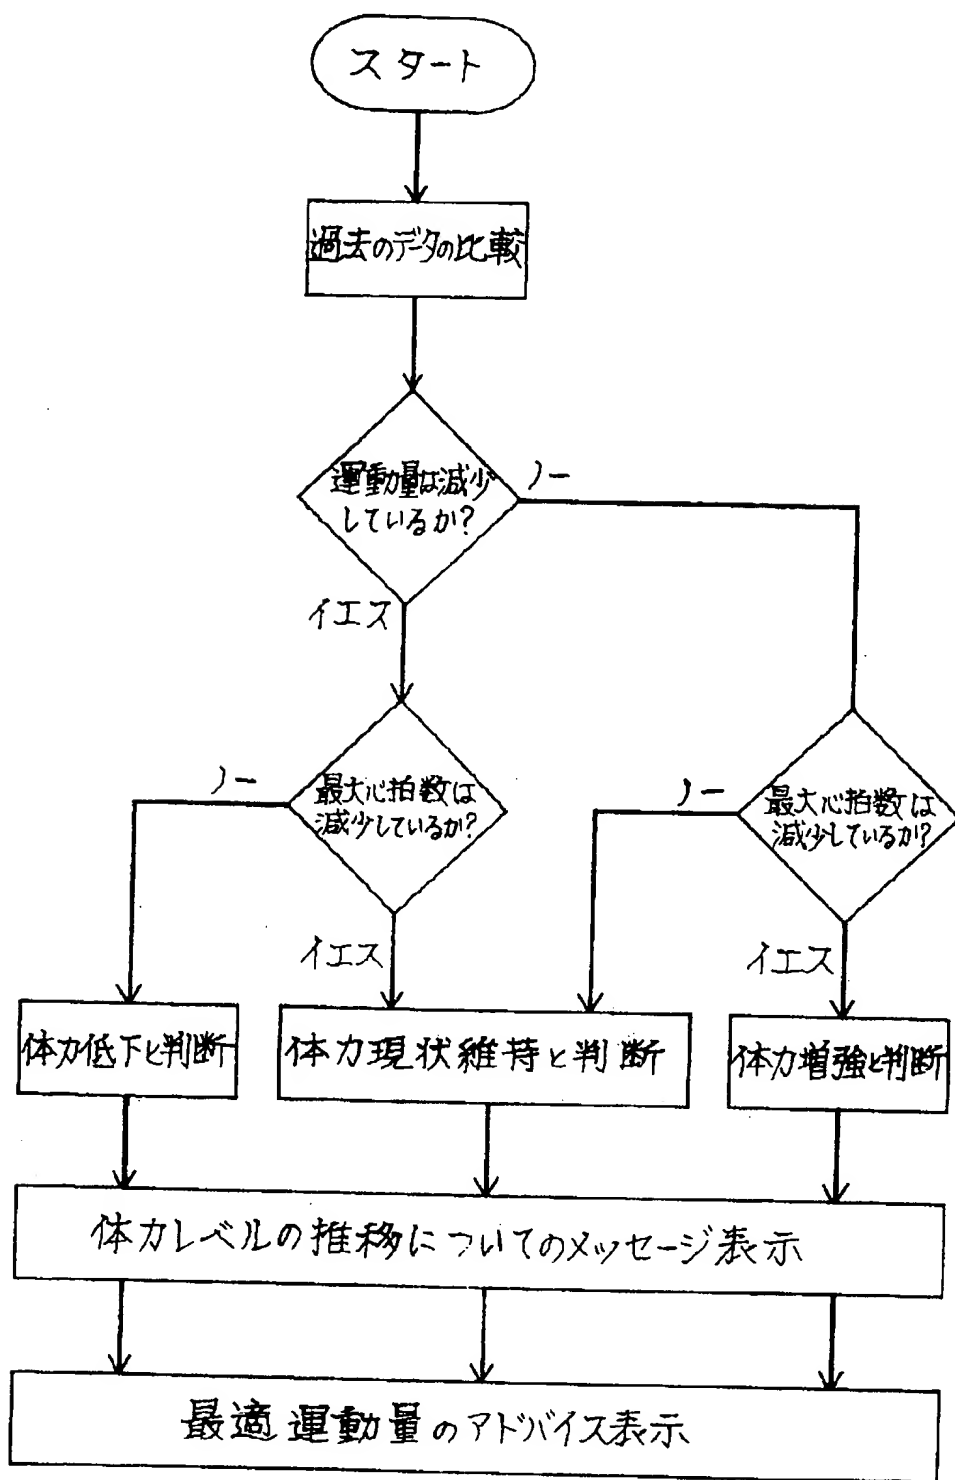 スタート
過去のデータの比較
運動量は減少
しているか?
ノー
イエス
ノー
最大心拍数は
減少しているか?
ノー
最大心拍数は
減少しているか?
イエス
イエス
体力低下と判断
体力現状維持と判断
体力増強と判断
体力レベルの推移についてのメッセージ表示
最適運動量のアドバイス表示